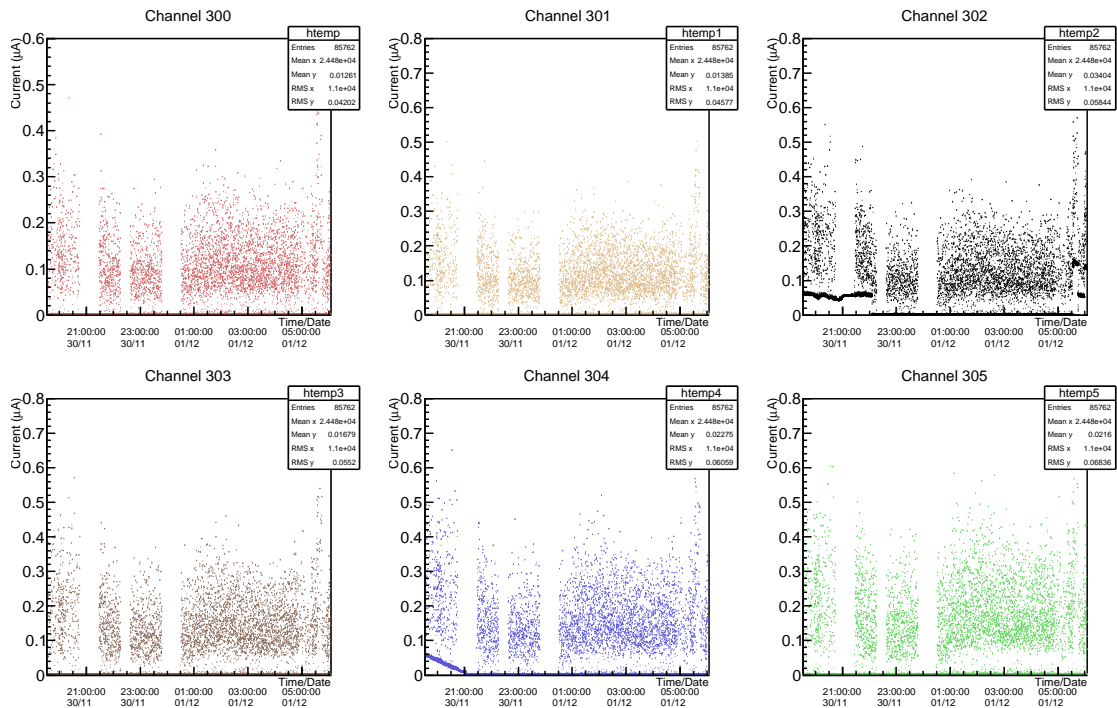 Channel 300
Current (µA)
0.6
0.5
0.4
0.3
0.2
0.1
0
htemp
Entries 85762
Mean x 2.448e+04
Mean y 0.01261
RMS x 1.1e+04
RMS y 0.04202
Time/Date
21:00:00 23:00:00 01:00:00 03:00:00 05:00:00
30/11 30/11 01/12 01/12 01/12
Channel 301
Current (µA)
0.8
0.7
0.6
0.5
0.4
0.3
0.2
0.1
0
htemp1
Entries 85762
Mean x 2.448e+04
Mean y 0.01385
RMS x 1.1e+04
RMS y 0.04577
Time/Date
21:00:00 23:00:00 01:00:00 03:00:00 05:00:00
30/11 30/11 01/12 01/12 01/12
Channel 302
Current (µA)
0.8
0.7
0.6
0.5
0.4
0.3
0.2
0.1
0
htemp2
Entries 85762
Mean x 2.448e+04
Mean y 0.03404
RMS x 1.1e+04
RMS y 0.05844
Time/Date
21:00:00 23:00:00 01:00:00 03:00:00 05:00:00
30/11 30/11 01/12 01/12 01/12
Channel 303
Current (µA)
0.8
0.7
0.6
0.5
0.4
0.3
0.2
0.1
0
htemp3
Entries 85762
Mean x 2.448e+04
Mean y 0.01679
RMS x 1.1e+04
RMS y 0.0552
Time/Date
21:00:00 23:00:00 01:00:00 03:00:00 05:00:00
30/11 30/11 01/12 01/12 01/12
Channel 304
Current (µA)
0.8
0.7
0.6
0.5
0.4
0.3
0.2
0.1
0
htemp4
Entries 85762
Mean x 2.448e+04
Mean y 0.02275
RMS x 1.1e+04
RMS y 0.06059
Time/Date
21:00:00 23:00:00 01:00:00 03:00:00 05:00:00
30/11 30/11 01/12 01/12 01/12
Channel 305
Current (µA)
0.8
0.7
0.6
0.5
0.4
0.3
0.2
0.1
0
htemp5
Entries 85762
Mean x 2.448e+04
Mean y 0.0216
RMS x 1.1e+04
RMS y 0.06836
Time/Date
21:00:00 23:00:00 01:00:00 03:00:00 05:00:00
30/11 30/11 01/12 01/12 01/12